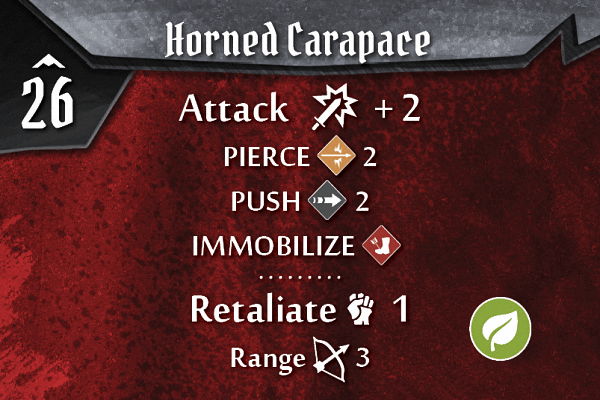 Horned Carapace
26
Attack + 2
PIERCE 2
PUSH 2
IMMOBILIZE
Retaliate 1
Range 3